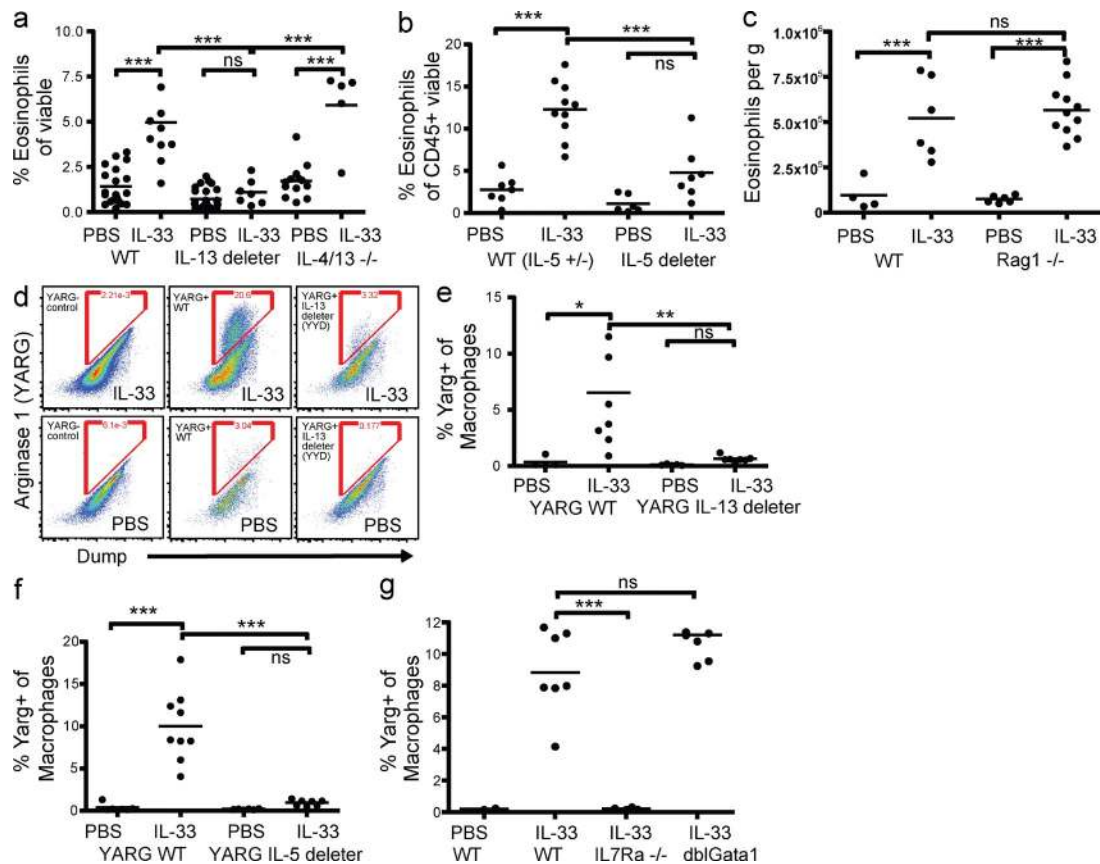 a
% Eosinophils of viable
10.0
7.5
5.0
2.5
0.0
***
***
***
***
ns
PBS IL-33 PBS IL-33 PBS IL-33
WT IL-13 deleter IL-4/13 -/-
b
% Eosinophils of CD45+ viable
20
15
10
5
0
***
***
ns
PBS IL-33 PBS IL-33
WT (IL-5 +/-) IL-5 deleter
c
Eosinophils per g
1.0x10⁶
7.5x10⁵
5.0x10⁵
2.5x10⁵
0
ns
***
***
PBS IL-33 PBS IL-33
WT Rag1 -/-
d
Arginase 1 (YARG)
YARG-
control
2.21e-3
IL-33
YARG+
WT
20.6
IL-33
YARG+
IL-13
deleter
(YYD)
3.32
IL-33
YARG-
control
6.1e-3
PBS
YARG+
WT
3.04
PBS
YARG+
IL-13
deleter
(YYD)
0.177
PBS
Dump
e
% Yarg+ of Macrophages
15
10
5
0
*
**
ns
PBS IL-33 PBS IL-33
YARG WT YARG IL-13 deleter
f
% Yarg+ of Macrophages
20
15
10
5
0
***
***
ns
PBS IL-33 PBS IL-33
YARG WT YARG IL-5 deleter
g
% Yarg+ of Macrophages
12
10
8
6
4
2
0
ns
***
PBS IL-33 IL-33 IL-33
WT WT IL7Ra -/- dblGata1